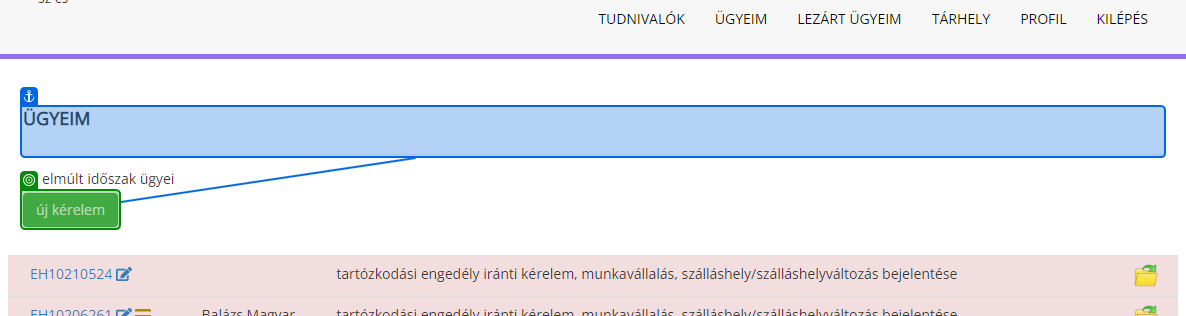 TUDNIVALÓK ÜGYEIM LEZÁRT ÜGYEIM TÁRHELY PROFIL KILÉPÉS
ÜGYEIM
elmúlt időszak ügyei
új kérelem
EH10210524 tartózkodási engedély iránti kérelem, munkavállalás, szálláshely/szálláshelyváltozás bejelentése
EH10206261 Balázs Magyar tartózkodási engedély iránti kérelem, munkavállalás, szálláshely/szálláshelyváltozás bejelentése